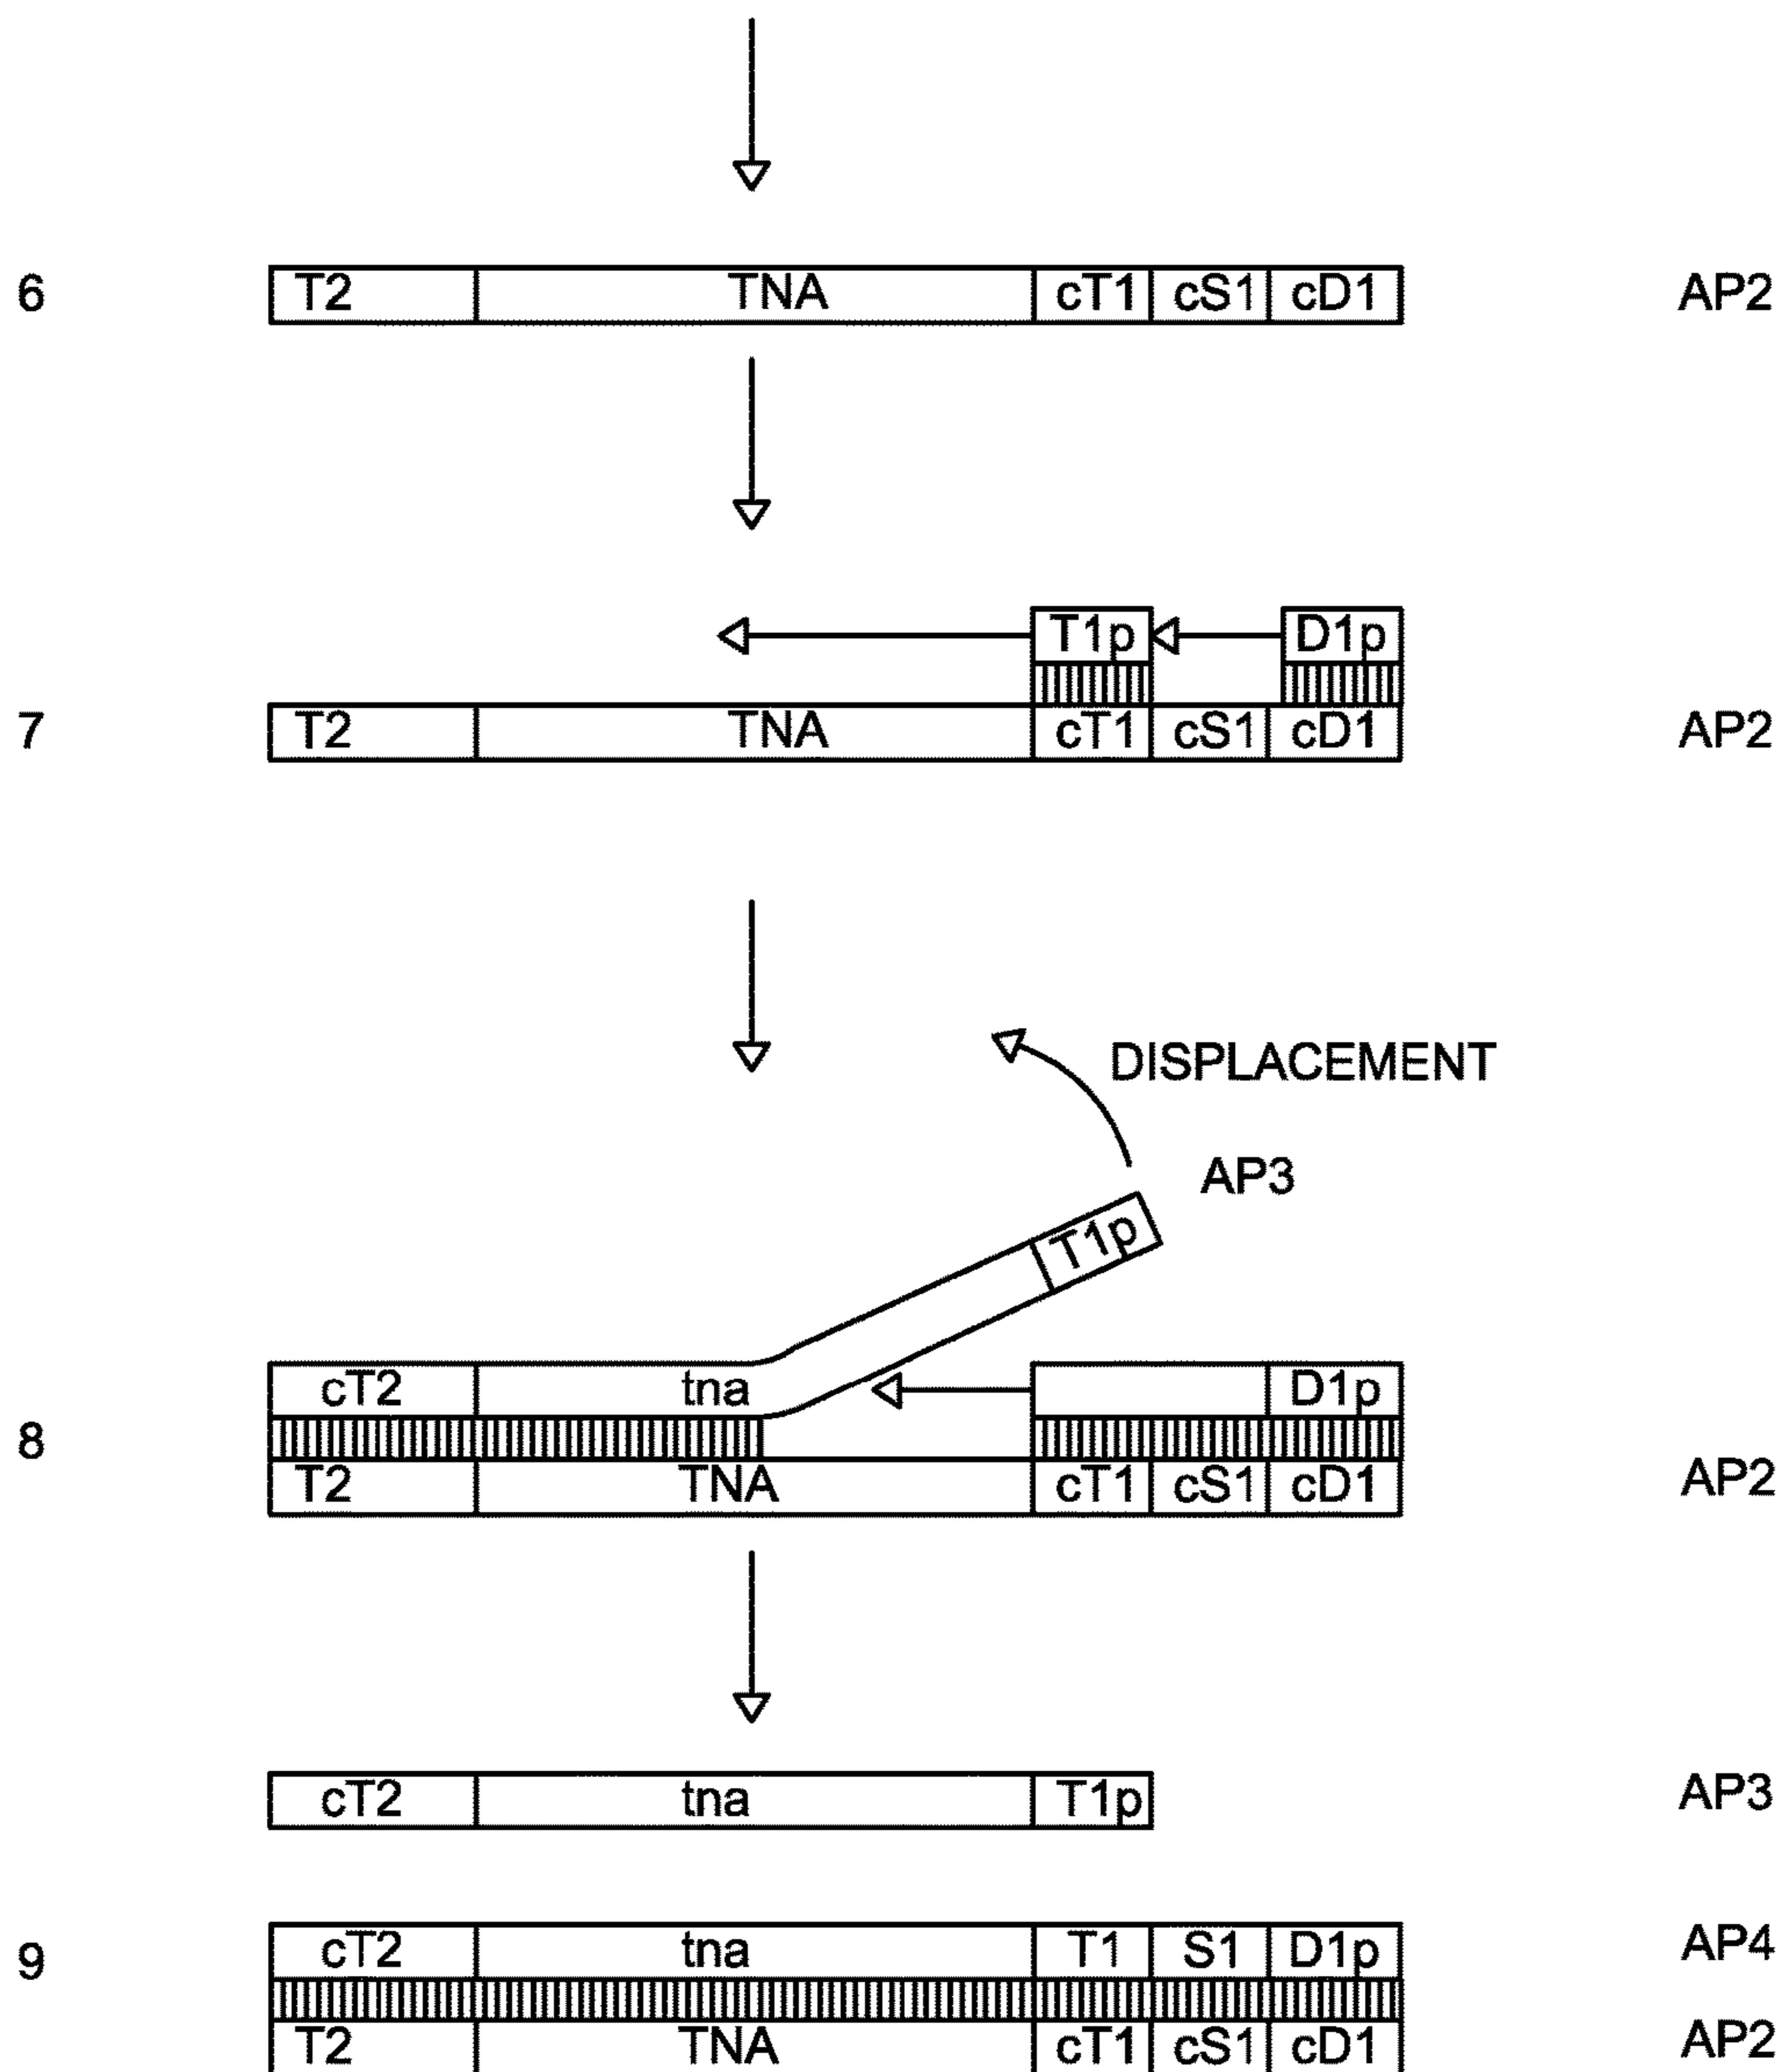 6 T2 TNA cT1 cS1 cD1 AP2
T1p D1p
7 T2 TNA cT1 cS1 cD1 AP2
DISPLACEMENT
AP3
T1p
cT2 tna D1p
8
T2 TNA cT1 cS1 cD1 AP2
cT2 tna T1p AP3
cT2 tna T1 S1 D1p AP4
9
T2 TNA cT1 cS1 cD1 AP2